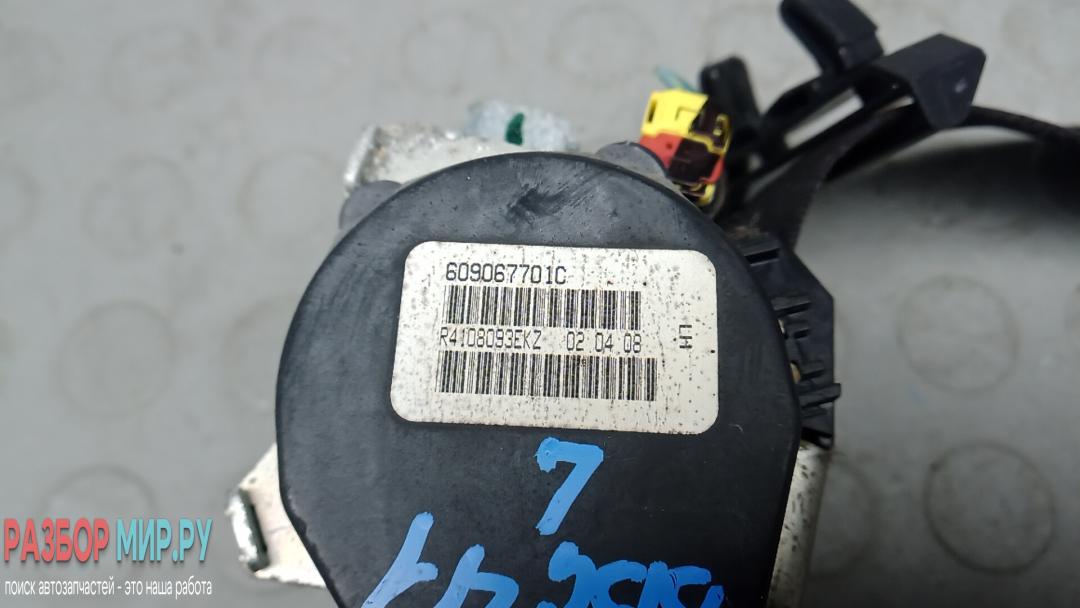 609067701C
R4108093EKZ 02 04 08
LH
7
РАЗБОР МИР.РУ
поиск автозапчастей - это наша работа